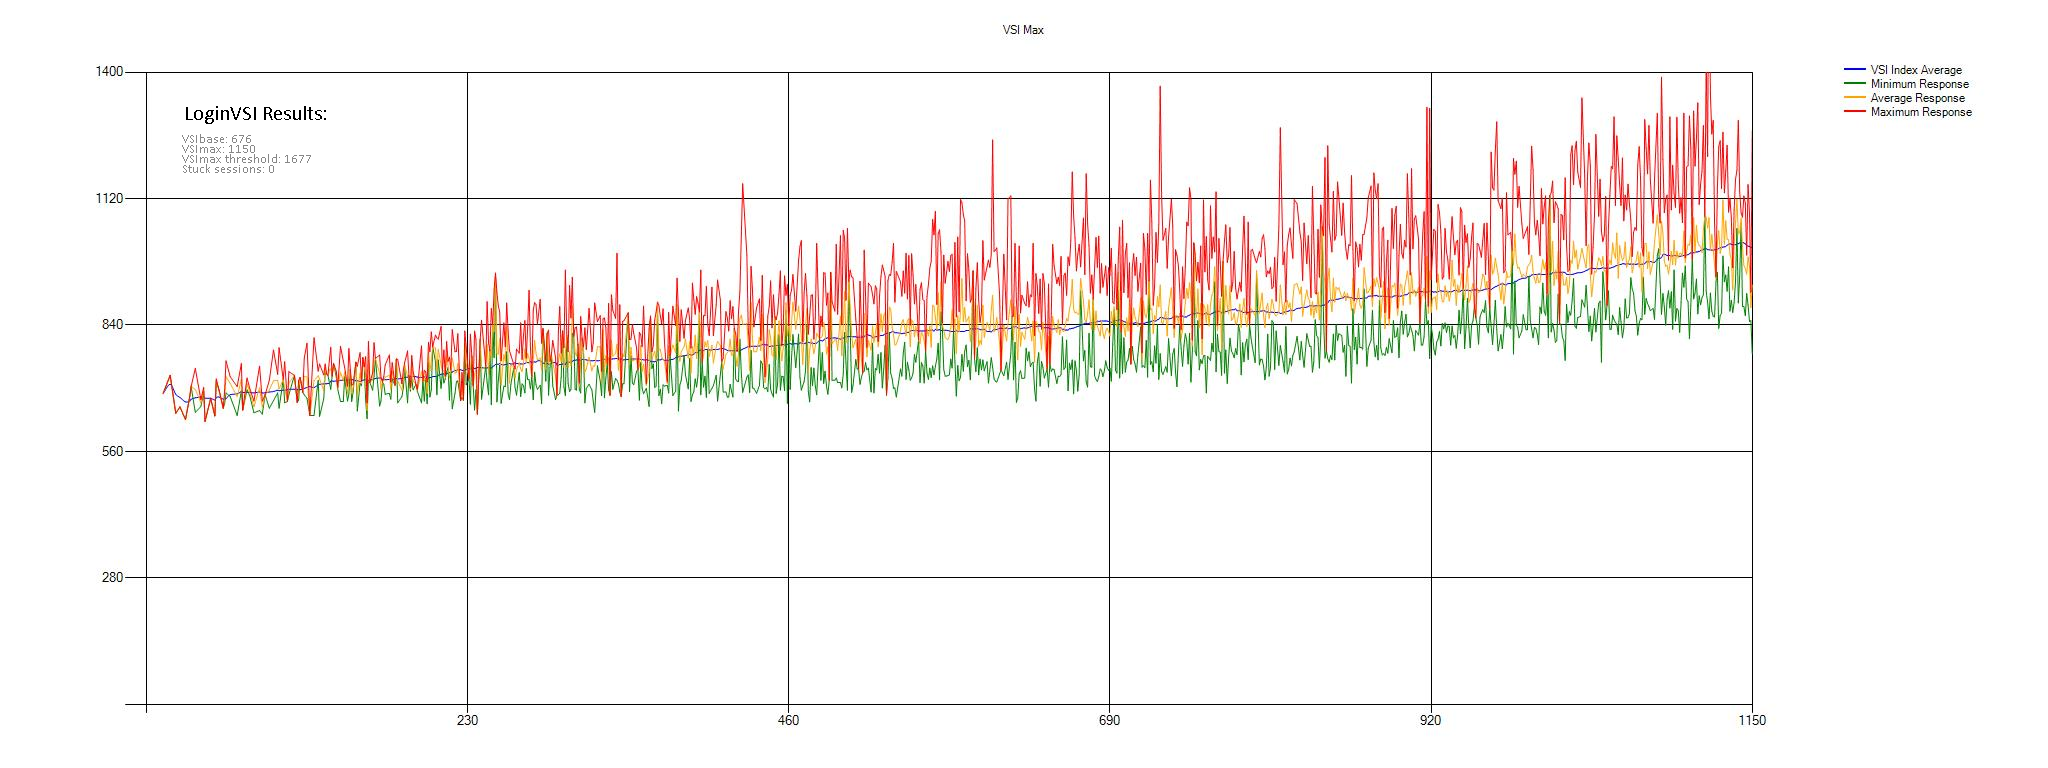 VSI Max
1400
1120
840
560
280
230
460
690
920
1150
LoginVSI Results:
VSIbase: 676
VSImax: 1150
VSImax threshold: 1677
Stuck sessions: 0
VSI Index Average
Minimum Response
Average Response
Maximum Response